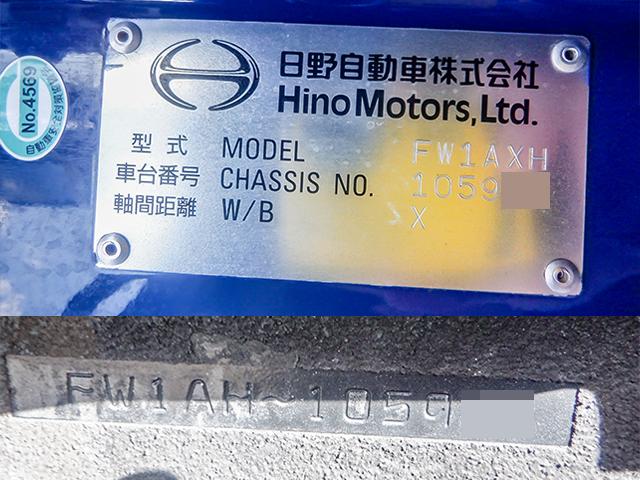 No.4569
日野自動車株式会社
Hino Motors, Ltd.
型式 MODEL FW1AXH
車台番号 CHASSIS NO. 1059
軸間距離 W/B X
FW1AH~1059